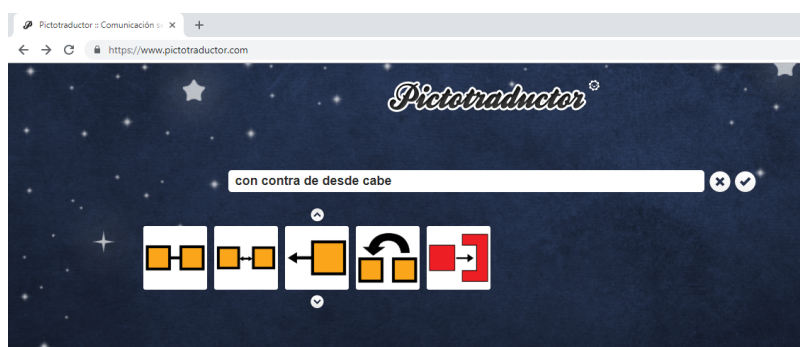 Pictotraductor :: Comunicación
https://www.pictotraductor.com
Pictotraductor
con contra de desde cabe